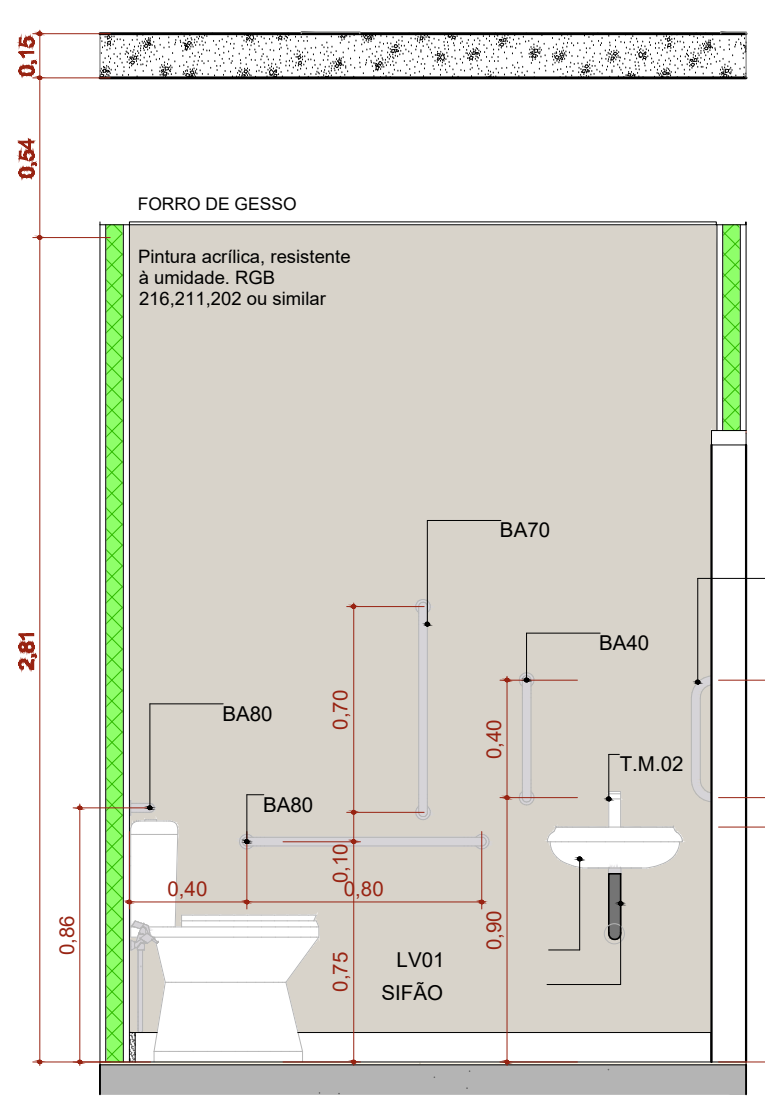 0,15
0,54
FORRO DE GESSO
Pintura acrílica, resistente
à umidade. RGB
216,211,202 ou similar
BA70
BA40
2,81
0,70
BA80
0,40
T.M.02
BA80
0,10
0,40
0,80
0,86
0,90
0,75
LV01
SIFÃO